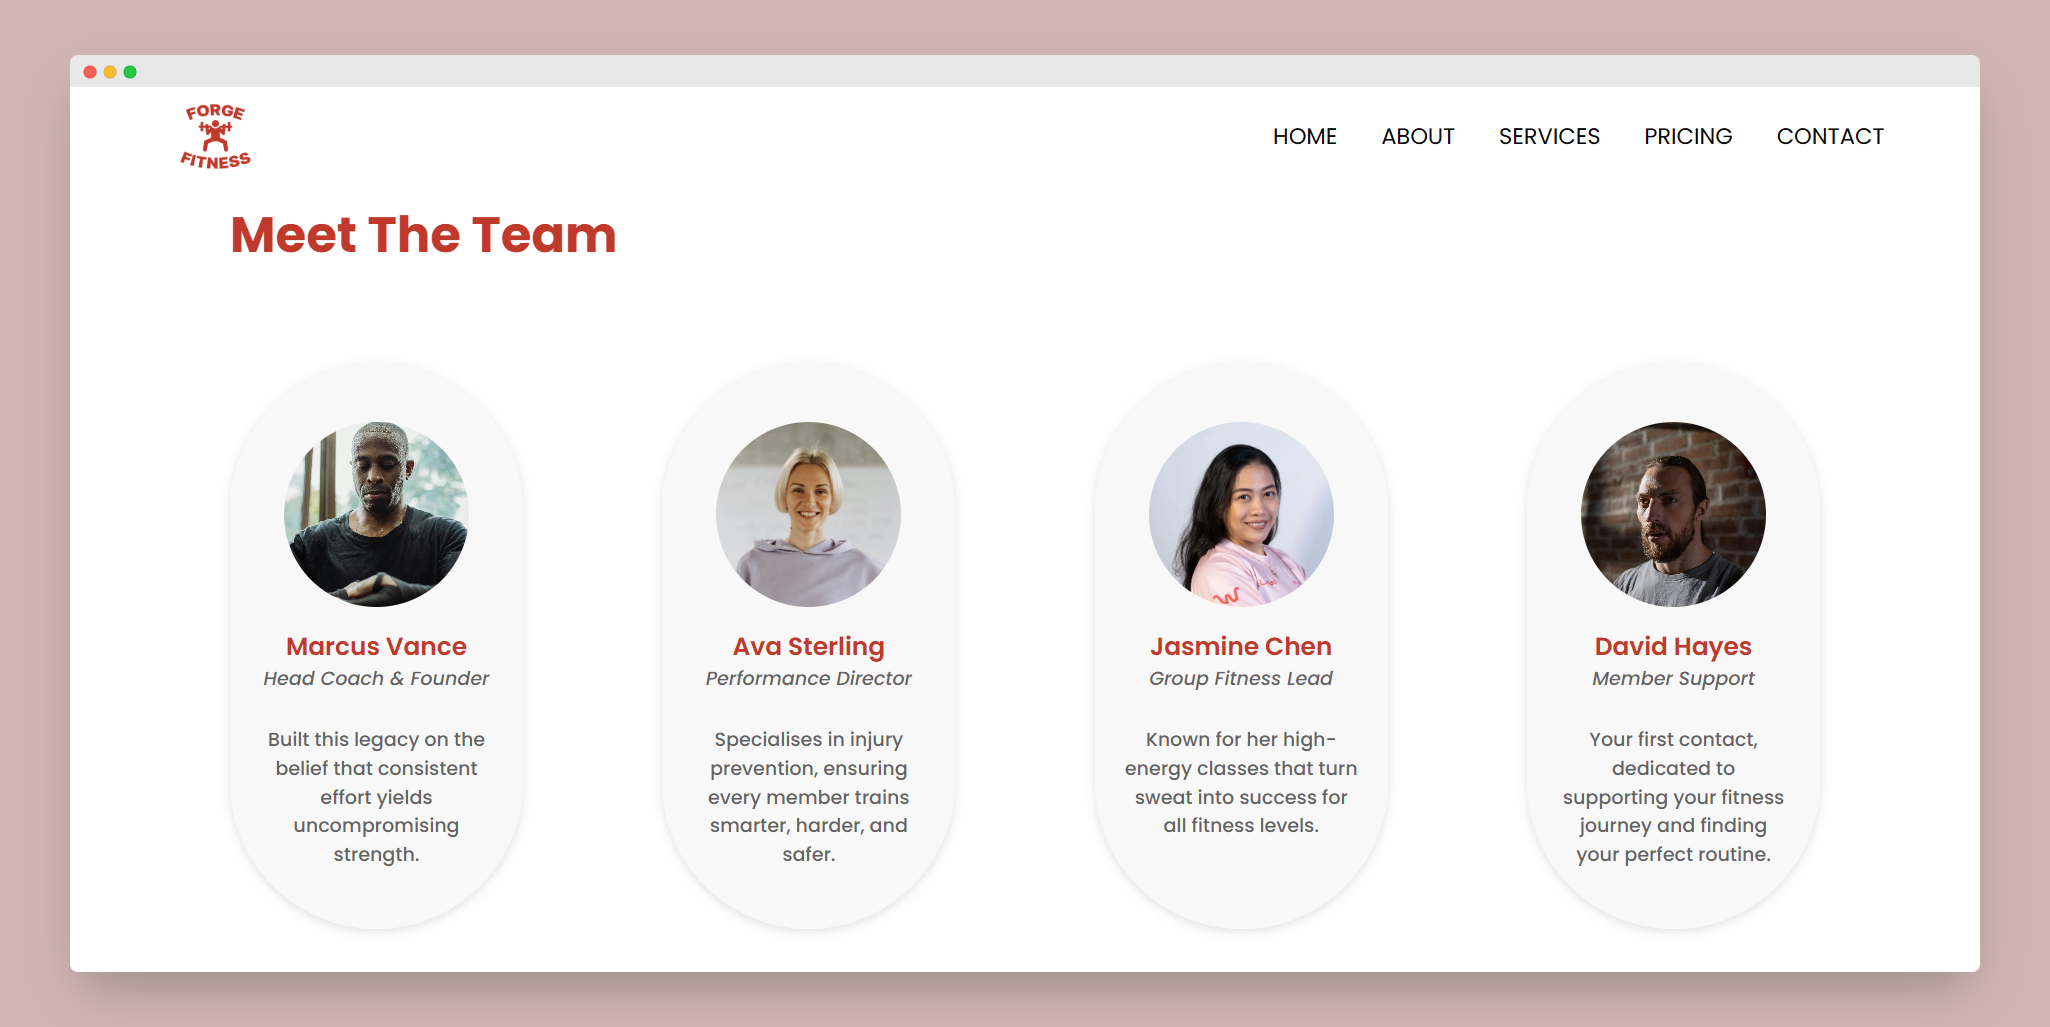 FORGE
FITNESS
HOME ABOUT SERVICES PRICING CONTACT
Meet The Team
Marcus Vance
Head Coach & Founder
Built this legacy on the
belief that consistent
effort yields
uncompromising
strength.
Ava Sterling
Performance Director
Specialises in injury
prevention, ensuring
every member trains
smarter, harder, and
safer.
Jasmine Chen
Group Fitness Lead
Known for her high-
energy classes that turn
sweat into success for
all fitness levels.
David Hayes
Member Support
Your first contact,
dedicated to
supporting your fitness
journey and finding
your perfect routine.